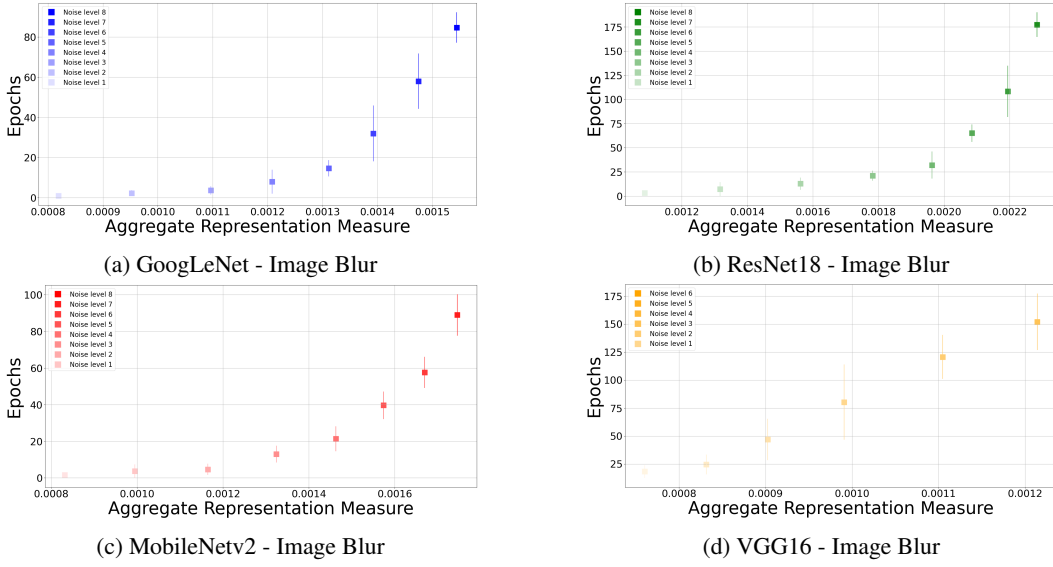 80
60
40
20
0
Epochs
Noise level 8
Noise level 7
Noise level 6
Noise level 5
Noise level 4
Noise level 3
Noise level 2
Noise level 1
0.0008 0.0009 0.0010 0.0011 0.0012 0.0013 0.0014 0.0015
Aggregate Representation Measure
(a) GoogLeNet - Image Blur
175
150
125
100
75
50
25
0
Epochs
Noise level 8
Noise level 7
Noise level 6
Noise level 5
Noise level 4
Noise level 3
Noise level 2
Noise level 1
0.0012 0.0014 0.0016 0.0018 0.0020 0.0022
Aggregate Representation Measure
(b) ResNet18 - Image Blur
100
80
60
40
20
0
Epochs
Noise level 8
Noise level 7
Noise level 6
Noise level 5
Noise level 4
Noise level 3
Noise level 2
Noise level 1
0.0008 0.0010 0.0012 0.0014 0.0016
Aggregate Representation Measure
(c) MobileNetv2 - Image Blur
175
150
125
100
75
50
25
Epochs
Noise level 6
Noise level 5
Noise level 4
Noise level 3
Noise level 2
Noise level 1
0.0008 0.0009 0.0010 0.0011 0.0012
Aggregate Representation Measure
(d) VGG16 - Image Blur